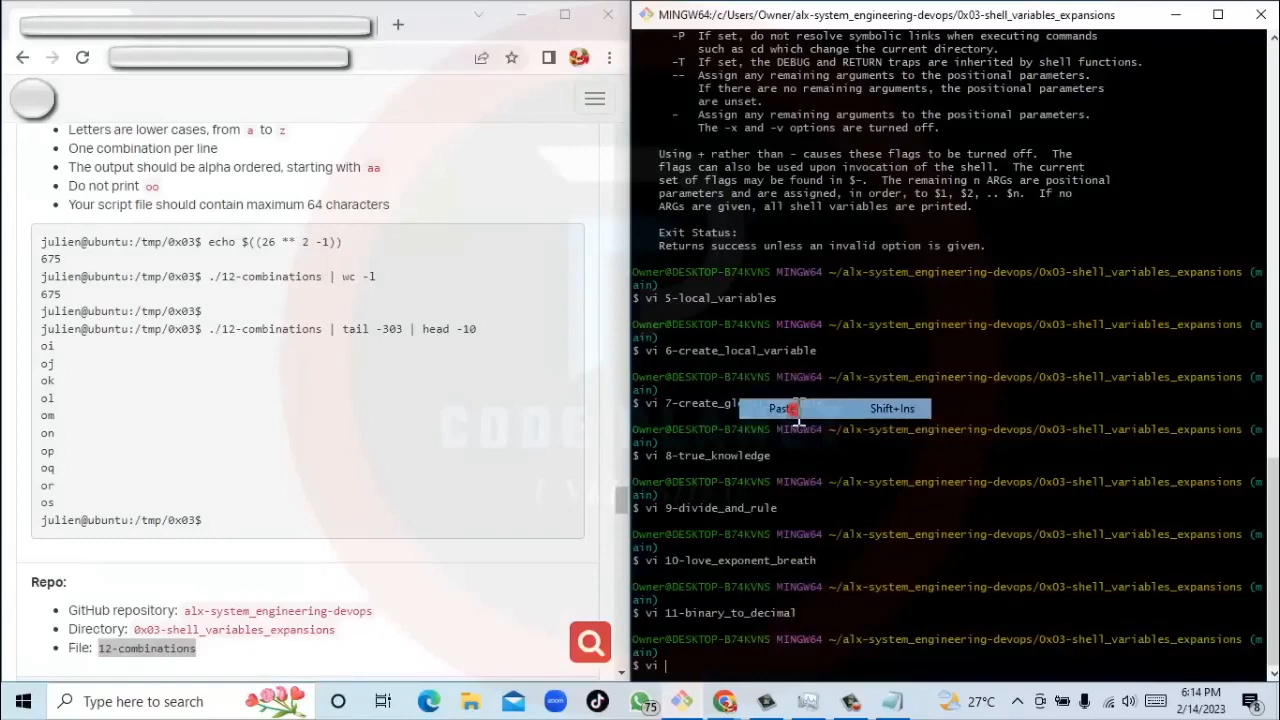 MINGW64:/c/Users/Owner/alx-system_engineering-devops/0x03-shell_variables_expansions
Letters are lower cases, from a to z
One combination per line
The output should be alpha ordered, starting with aa
Do not print oo
Your script file should contain maximum 64 characters
julien@ubuntu:/tmp/0x03$ echo $((26 ** 2 -1))
675
julien@ubuntu:/tmp/0x03$ ./12-combinations | wc -l
675
julien@ubuntu:/tmp/0x03$
julien@ubuntu:/tmp/0x03$ ./12-combinations | tail -303 | head -10
oi
oj
ok
ol
om
on
op
oq
or
os
julien@ubuntu:/tmp/0x03$
Repo:
GitHub repository: alx-system_engineering-devops
Directory: 0x03-shell_variables_expansions
File: 12-combinations
-P If set, do not resolve symbolic links when executing commands
such as cd which change the current directory.
-T If set, the DEBUG and RETURN traps are inherited by shell functions.
-- Assign any remaining arguments to the positional parameters.
If there are no remaining arguments, the positional parameters
are unset.
- Assign any remaining arguments to the positional parameters.
The -x and -v options are turned off.
Using + rather than - causes these flags to be turned off. The
flags can also be used upon invocation of the shell. The current
set of flags may be found in $-. The remaining n ARGs are positional
parameters and are assigned, in order, to $1, $2, .. $n. If no
ARGs are given, all shell variables are printed.
Exit Status:
Returns success unless an invalid option is given.
Owner@DESKTOP-B74KVNS MINGW64 ~/alx-system_engineering-devops/0x03-shell_variables_expansions (m
ain)
$ vi 5-local_variables
Owner@DESKTOP-B74KVNS MINGW64 ~/alx-system_engineering-devops/0x03-shell_variables_expansions (m
ain)
$ vi 6-create_local_variable
Owner@DESKTOP-B74KVNS MINGW64 ~/alx-system_engineering-devops/0x03-shell_variables_expansions (m
ain)
$ vi 7-create_gl
Paste Shift+Ins
Owner@DESKTOP-B74KVNS MINGW64 ~/alx-system_engineering-devops/0x03-shell_variables_expansions (m
ain)
$ vi 8-true_knowledge
Owner@DESKTOP-B74KVNS MINGW64 ~/alx-system_engineering-devops/0x03-shell_variables_expansions (m
ain)
$ vi 9-divide_and_rule
Owner@DESKTOP-B74KVNS MINGW64 ~/alx-system_engineering-devops/0x03-shell_variables_expansions (m
ain)
$ vi 10-love_exponent_breath
Owner@DESKTOP-B74KVNS MINGW64 ~/alx-system_engineering-devops/0x03-shell_variables_expansions (m
ain)
$ vi 11-binary_to_decimal
Owner@DESKTOP-B74KVNS MINGW64 ~/alx-system_engineering-devops/0x03-shell_variables_expansions (m
ain)
$ vi
Type here to search
zoom
75
27°C
6:14 PM
2/14/2023
8